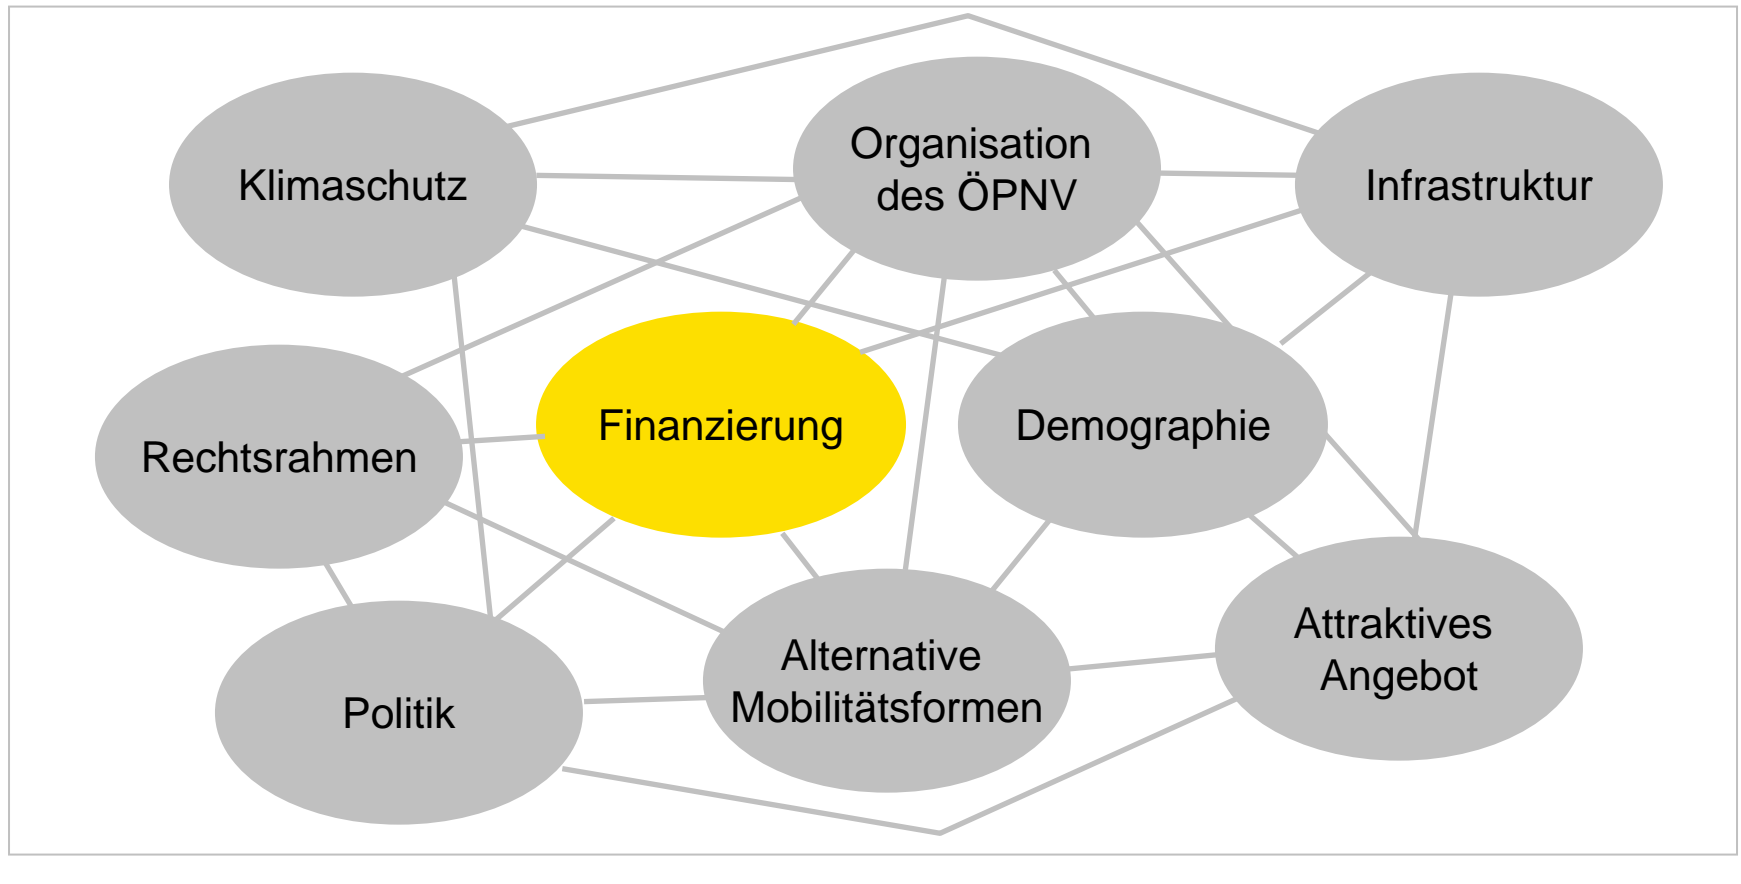 Klimaschutz
Organisation
des ÖPNV
Infrastruktur
Rechtsrahmen
Finanzierung
Demographie
Politik
Alternative
Mobilitätsformen
Attraktives
Angebot